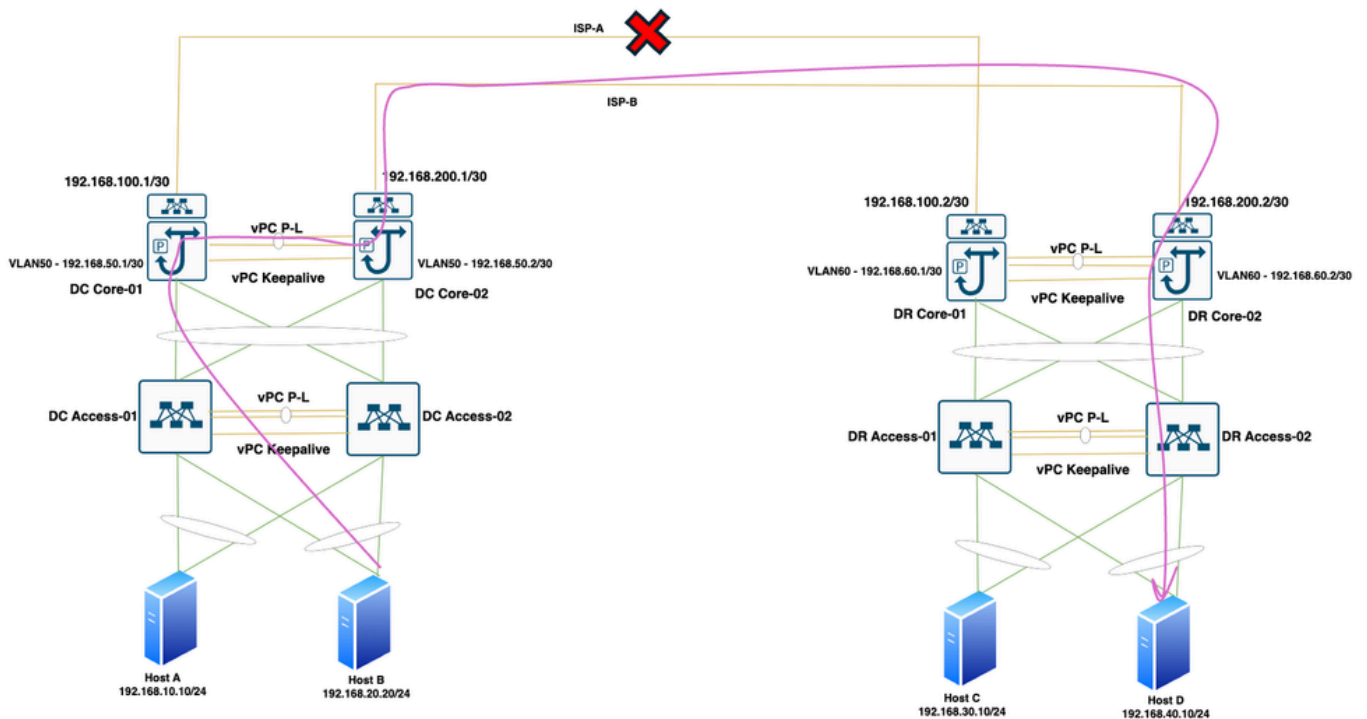 ISP-A
ISP-B
192.168.100.1/30
192.168.200.1/30
192.168.100.2/30
192.168.200.2/30
vPC P-L
P
P
VLAN50 - 192.168.50.1/30
VLAN50 - 192.168.50.2/30
vPC Keepalive
DC Core-01
DC Core-02
vPC P-L
P
P
VLAN60 - 192.168.60.1/30
VLAN60 - 192.168.60.2/30
vPC Keepalive
DR Core-01
DR Core-02
vPC P-L
DC Access-01
DC Access-02
vPC Keepalive
vPC P-L
DR Access-01
DR Access-02
vPC Keepalive
Host A
192.168.10.10/24
Host B
192.168.20.20/24
Host C
192.168.30.10/24
Host D
192.168.40.10/24